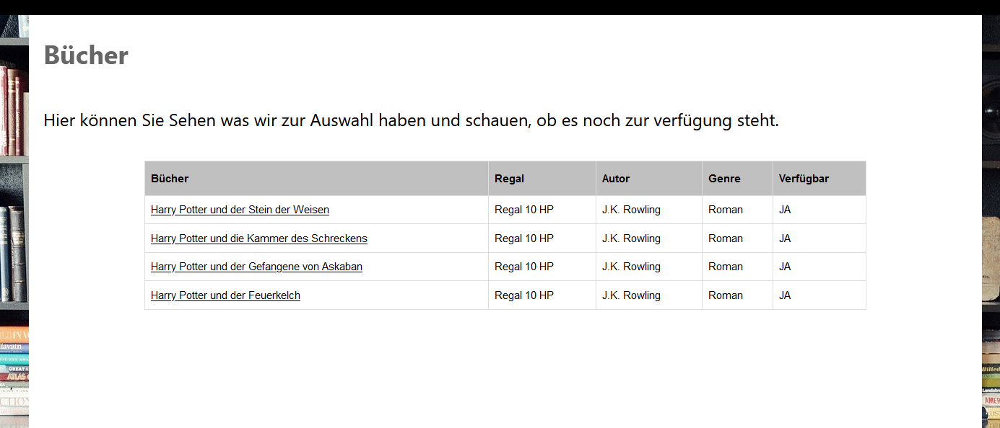 Bücher
Hier können Sie Sehen was wir zur Auswahl haben und schauen, ob es noch zur verfügung steht.
Bücher Regal Autor Genre Verfügbar
Harry Potter und der Stein der Weisen Regal 10 HP J.K. Rowling Roman JA
Harry Potter und die Kammer des Schreckens Regal 10 HP J.K. Rowling Roman JA
Harry Potter und der Gefangene von Askaban Regal 10 HP J.K. Rowling Roman JA
Harry Potter und der Feuerkelch Regal 10 HP J.K. Rowling Roman JA